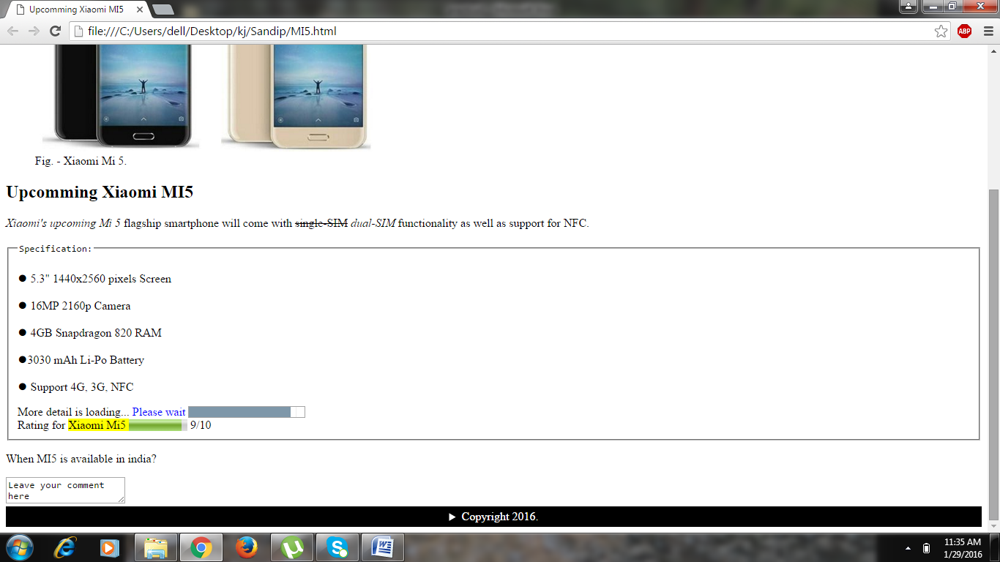 Upcomming Xiaomi MI5
file:///C:/Users/dell/Desktop/kj/Sandip/MI5.html
ABP
Fig. - Xiaomi Mi 5.
Upcomming Xiaomi MI5
Xiaomi's upcoming Mi 5 flagship smartphone will come with single-SIM dual-SIM functionality as well as support for NFC.
Specification:
● 5.3" 1440x2560 pixels Screen
● 16MP 2160p Camera
● 4GB Snapdragon 820 RAM
●3030 mAh Li-Po Battery
● Support 4G, 3G, NFC
More detail is loading... Please wait
Rating for Xiaomi Mi5 9/10
When MI5 is available in india?
Leave your comment
here
▶ Copyright 2016.
11:35 AM
1/29/2016